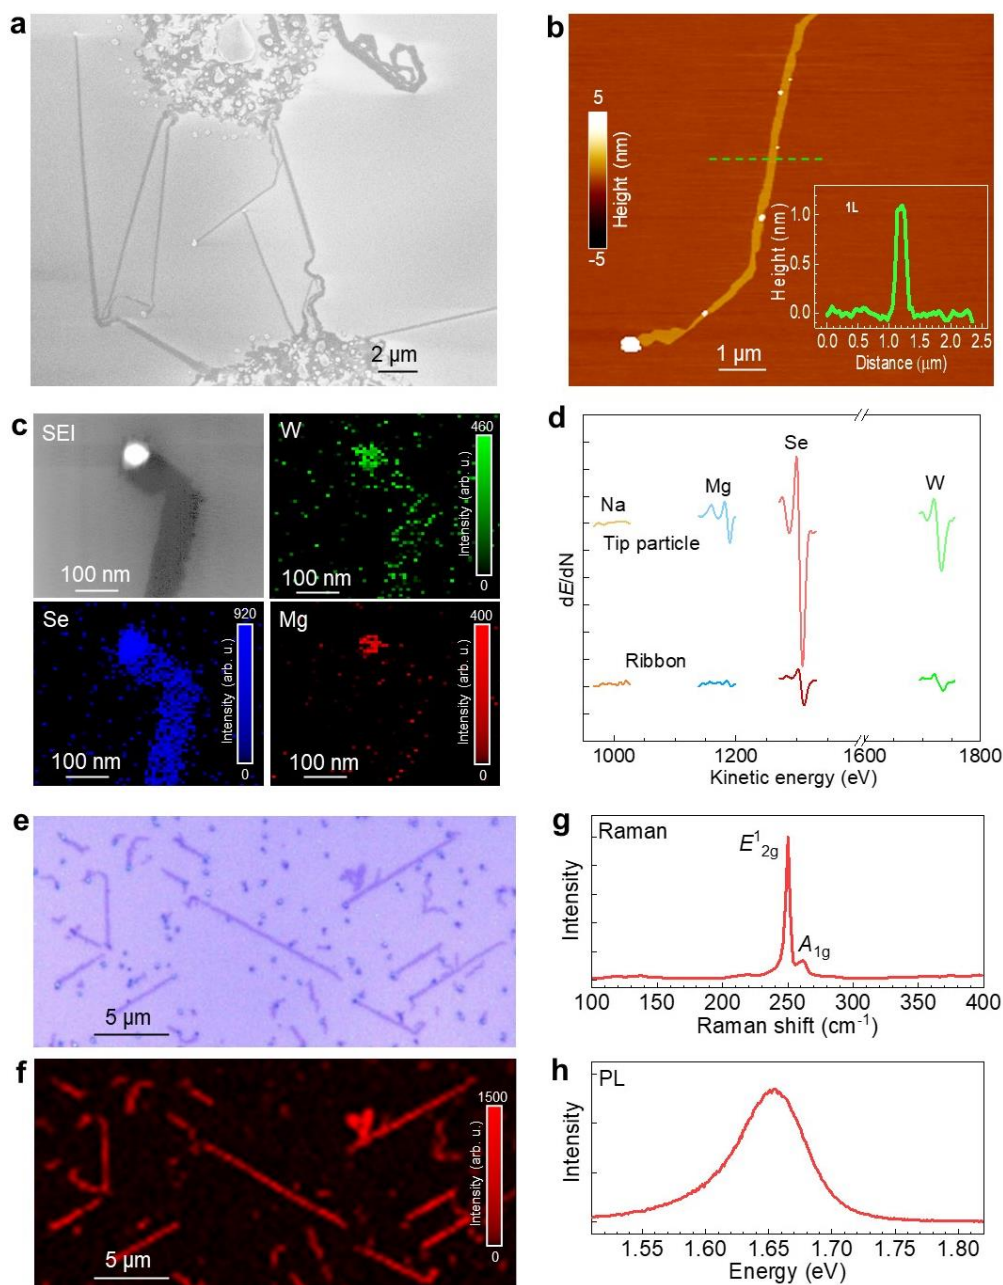 a
2 μm
b
5
Height (nm)
-5
1 μm
1L
Height (nm)
1.0
0.5
0.0
0.0 0.5 1.0 1.5 2.0 2.5
Distance (μm)
c
SEI
100 nm
W
460
Intensity (arb. u.)
0
100 nm
Se
920
Intensity (arb. u.)
0
100 nm
Mg
400
Intensity (arb. u.)
0
100 nm
d
Se
Mg
W
Na
Tip particle
Ribbon
dE/dN
1000 1200 1600 1600 1800
Kinetic energy (eV)
e
5 μm
f
1500
Intensity (arb. u.)
0
5 μm
g
Raman
E¹2g
A1g
Intensity
100 150 200 250 300 350 400
Raman shift (cm⁻¹)
h
PL
Intensity
1.55 1.60 1.65 1.70 1.75 1.80
Energy (eV)